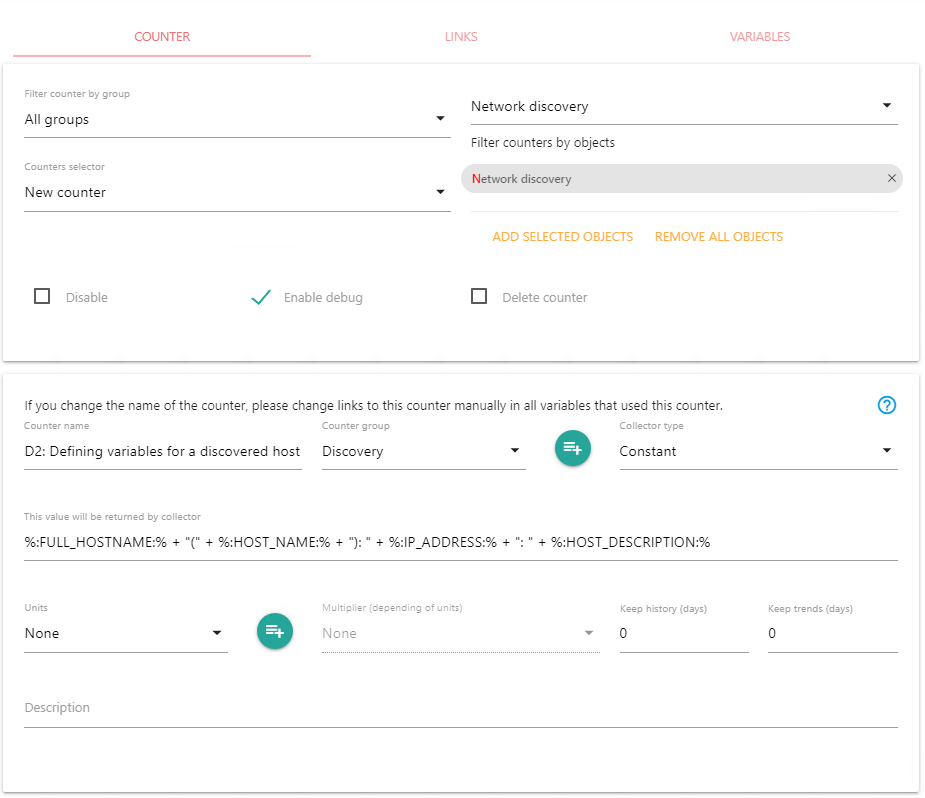 COUNTER LINKS VARIABLES
Filter counter by group
All groups
Network discovery
Filter counters by objects
Counters selector
New counter
Network discovery ×
ADD SELECTED OBJECTS REMOVE ALL OBJECTS
Disable Enable debug Delete counter
If you change the name of the counter, please change links to this counter manually in all variables that used this counter. ?
Counter name Counter group Collector type
D2: Defining variables for a discovered host Discovery Constant
This value will be returned by collector
%:FULL_HOSTNAME:% + "(" + %:HOST_NAME:% + "): " + %:IP_ADDRESS:% + ": " + %:HOST_DESCRIPTION:%
Units Multiplier (depending of units) Keep history (days) Keep trends (days)
None None 0 0
Description